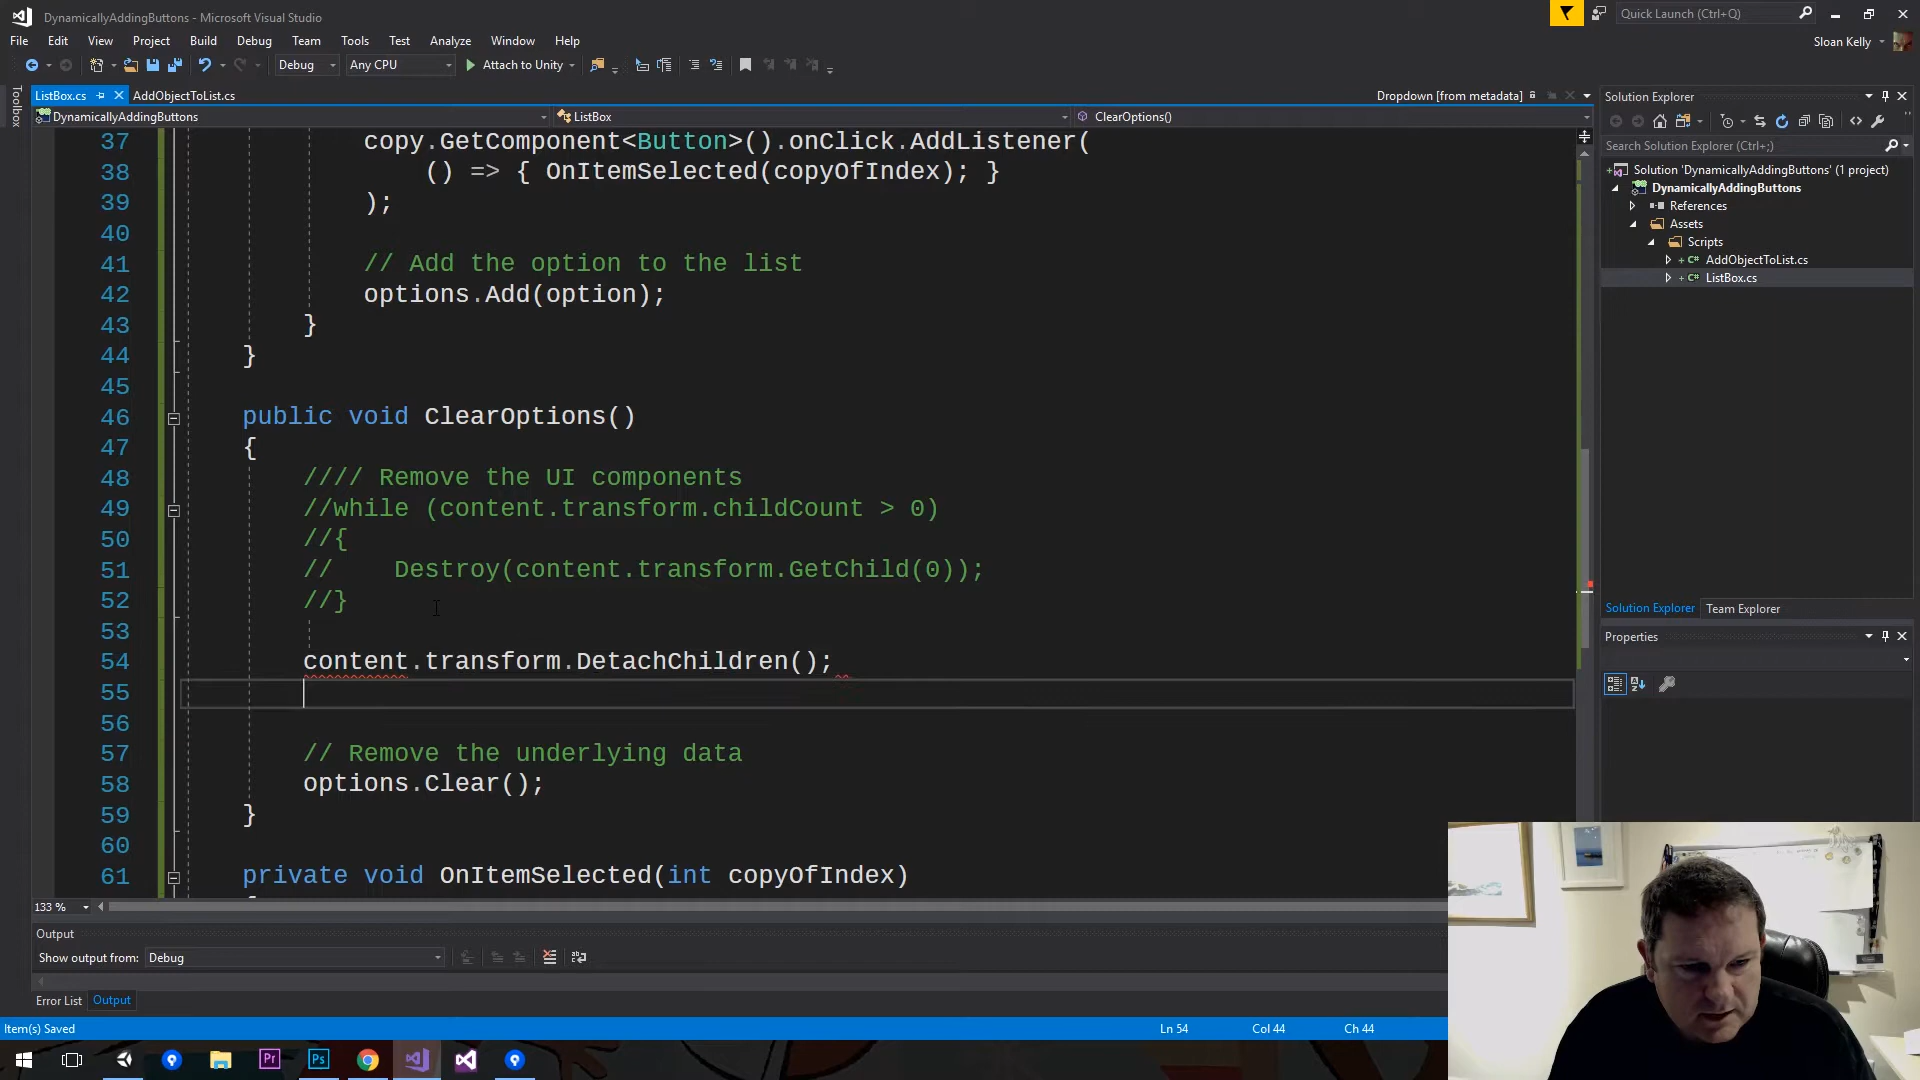 DynamicallyAddingButtons - Microsoft Visual Studio
Quick Launch (Ctrl+Q)
File Edit View Project Build Debug Team Tools Test Analyze Window Help
Sloan Kelly
Debug Any CPU Attach to Unity
Toolbox
ListBox.cs AddObjectToList.cs Dropdown [from metadata]
DynamicallyAddingButtons ListBox ClearOptions()
37 copy.GetComponent<Button>().onClick.AddListener(
38 () => { OnItemSelected(copyOfIndex); }
39 );
40
41 // Add the option to the list
42 options.Add(option);
43 }
44 }
45
46 public void ClearOptions()
47 {
48 //// Remove the UI components
49 //while (content.transform.childCount > 0)
50 //{
51 // Destroy(content.transform.GetChild(0));
52 //}
53
54 content.transform.DetachChildren();
55
56
57 // Remove the underlying data
58 options.Clear();
59 }
60
61 private void OnItemSelected(int copyOfIndex)
133 %
Output
Show output from: Debug
Error List Output
Item(s) Saved Ln 54 Col 44 Ch 44
Solution Explorer
Search Solution Explorer (Ctrl+;)
Solution 'DynamicallyAddingButtons' (1 project)
DynamicallyAddingButtons
References
Assets
Scripts
AddObjectToList.cs
ListBox.cs
Solution Explorer Team Explorer
Properties
Pr Ps